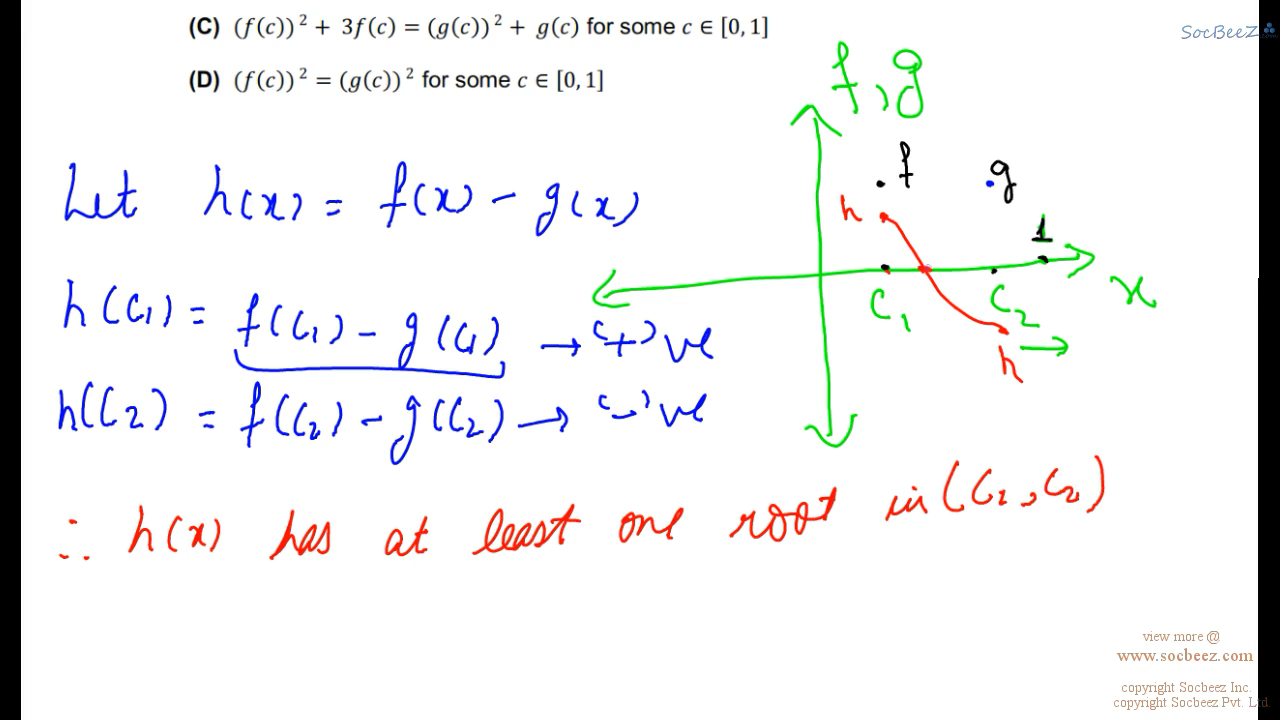 (C) (f(c))² + 3f(c) = (g(c))² + g(c) for some c ∈ [0, 1]
SocBeeZ
(D) (f(c))² = (g(c))² for some c ∈ [0, 1]
f, g
f
g
Let h(x) = f(x) - g(x)
h
1
C₁
C₂
x
h
h(C₁) = f(C₁) - g(C₁) → (+)ve
h(C₂) = f(C₂) - g(C₂) → (-)ve
∴ h(x) has at least one root in (C₁, C₂)
view more @
www.socbeez.com
copyright Socbeez Inc.
copyright Socbeez Pvt. Ltd.